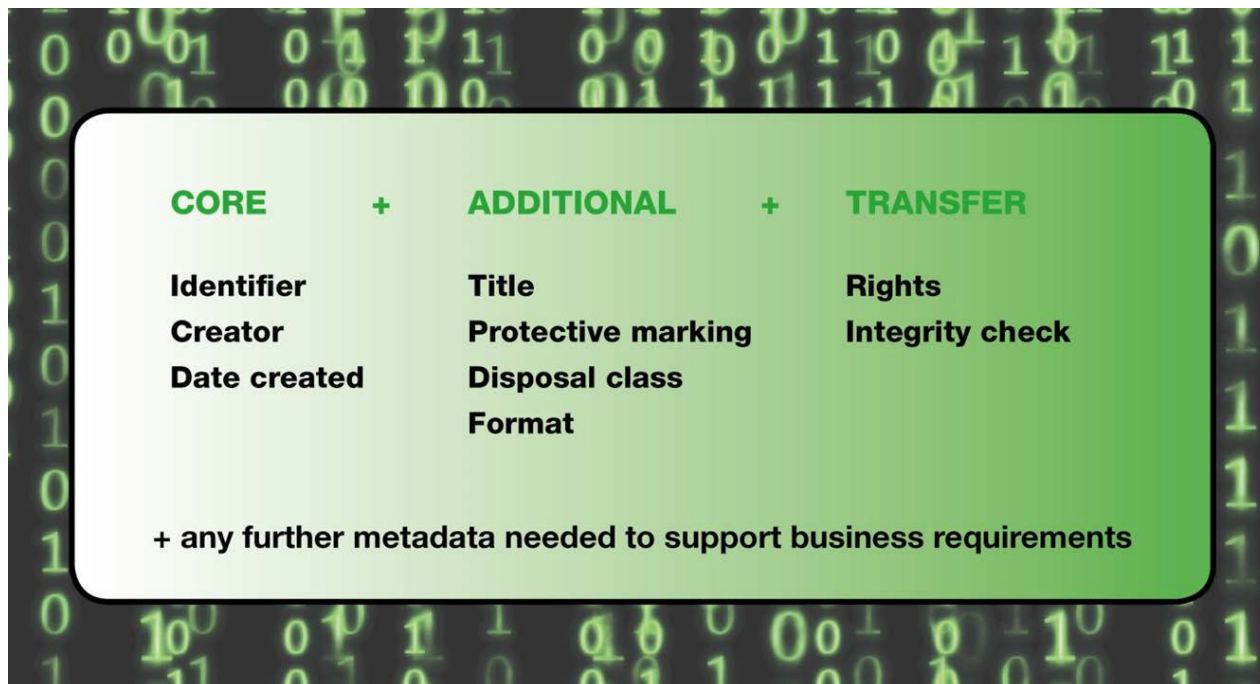 CORE + ADDITIONAL + TRANSFER
Identifier
Creator
Date created
Title
Protective marking
Disposal class
Format
Rights
Integrity check
+ any further metadata needed to support business requirements